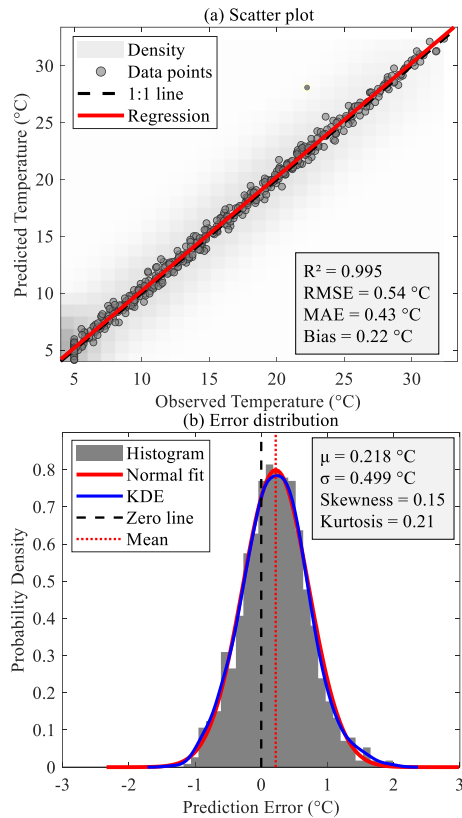 (a) Scatter plot
Density
Data points
1:1 line
Regression
Predicted Temperature (°C)
30
25
20
15
10
5
R² = 0.995
RMSE = 0.54 °C
MAE = 0.43 °C
Bias = 0.22 °C
5 10 15 20 25 30
Observed Temperature (°C)
(b) Error distribution
Histogram
Normal fit
KDE
Zero line
Mean
μ = 0.218 °C
σ = 0.499 °C
Skewness = 0.15
Kurtosis = 0.21
Probability Density
0.8
0.7
0.6
0.5
0.4
0.3
0.2
0.1
0
-3 -2 -1 0 1 2 3
Prediction Error (°C)